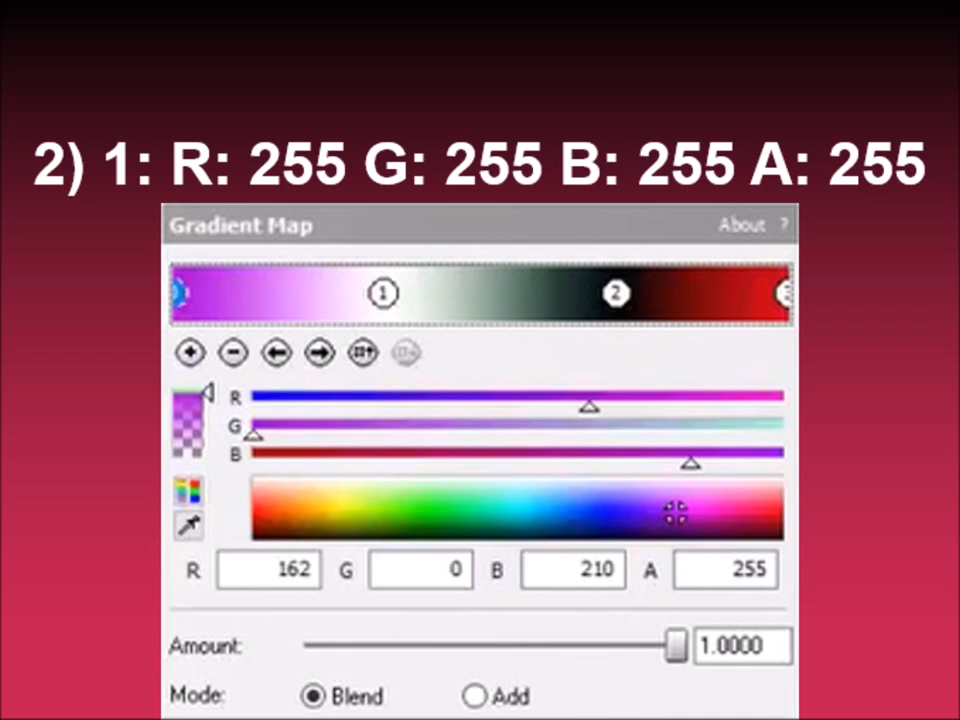 2) 1: R: 255 G: 255 B: 255 A: 255
Gradient Map About ?
1 2
R
G
B
R 162 G 0 B 210 A 255
Amount: 1.0000
Mode: Blend Add